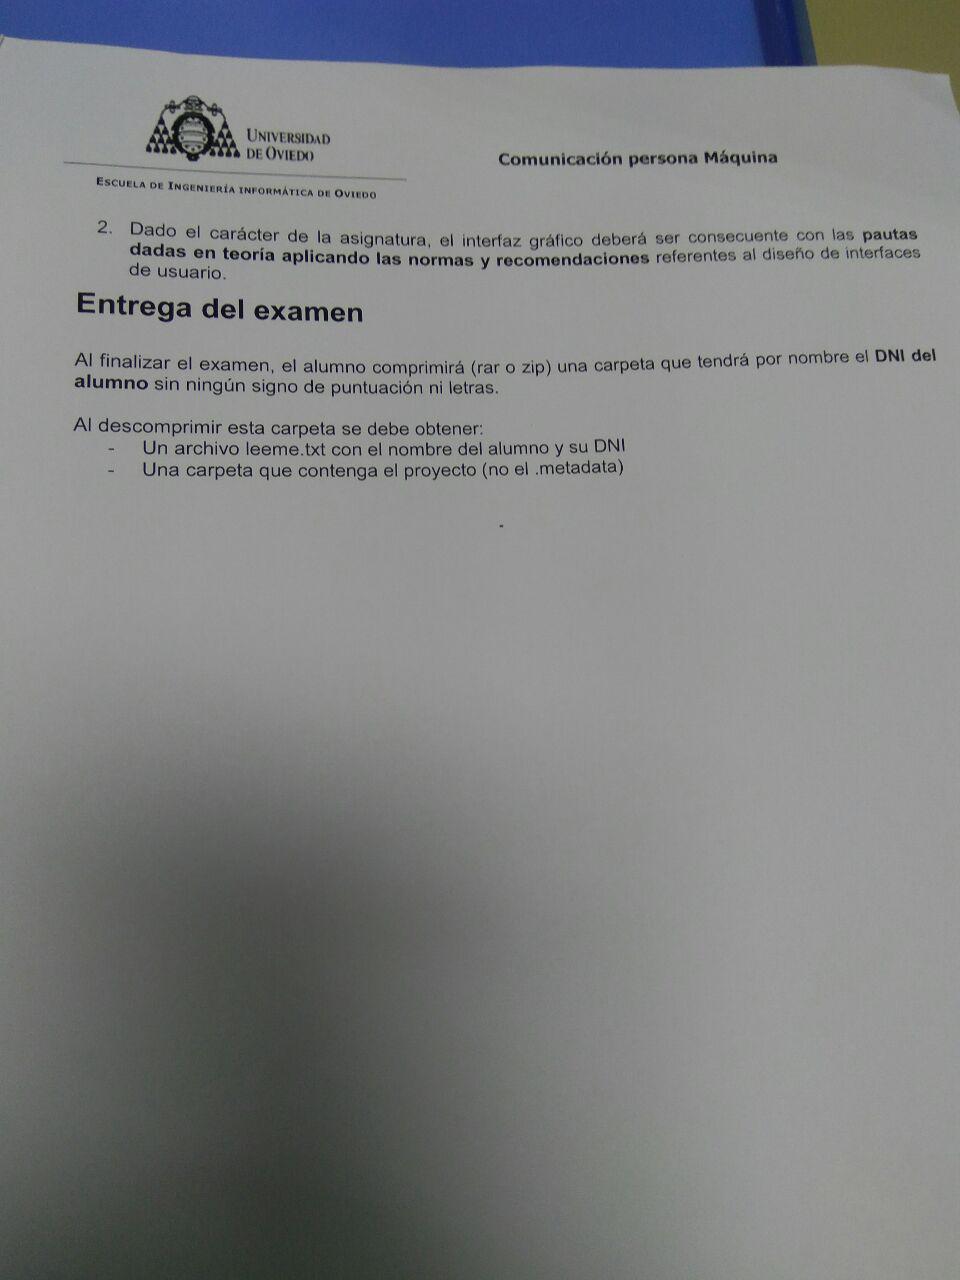 UNIVERSIDAD
DE OVIEDO
Comunicación persona Máquina
ESCUELA DE INGENIERÍA INFORMÁTICA DE OVIEDO
2. Dado el carácter de la asignatura, el interfaz gráfico deberá ser consecuente con las pautas
dadas en teoría aplicando las normas y recomendaciones referentes al diseño de interfaces
de usuario.
Entrega del examen
Al finalizar el examen, el alumno comprimirá (rar o zip) una carpeta que tendrá por nombre el DNI del
alumno sin ningún signo de puntuación ni letras.
Al descomprimir esta carpeta se debe obtener:
- Un archivo leeme.txt con el nombre del alumno y su DNI
- Una carpeta que contenga el proyecto (no el .metadata)